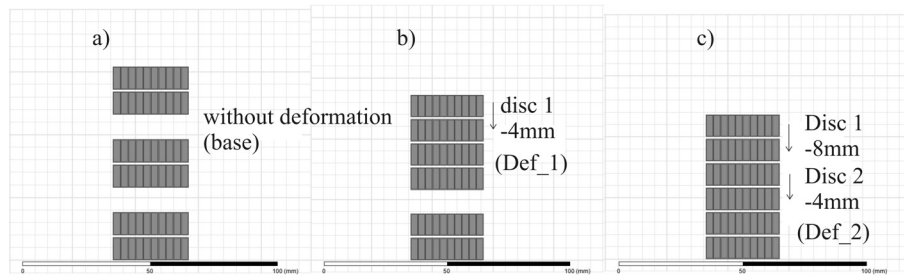 a)
without deformation
(base)
0
50
100 (mm)
b)
disc 1
-4mm
(Def_1)
0
50
100 (mm)
c)
Disc 1
-8mm
Disc 2
-4mm
(Def_2)
0
50
100 (mm)